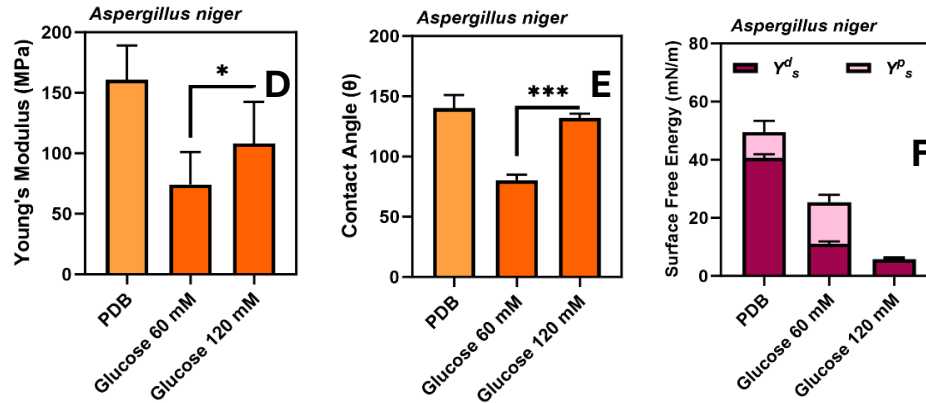 Aspergillus niger
Young's Modulus (MPa)
200
150
100
50
0
*
D
PDB
Glucose 60 mM
Glucose 120 mM
Aspergillus niger
Contact Angle (θ)
200
150
100
50
0
***
E
PDB
Glucose 60 mM
Glucose 120 mM
Aspergillus niger
Surface Free Energy (mN/m)
80
60
40
20
0
Yᵈₛ Yᵖₛ
F
PDB
Glucose 60 mM
Glucose 120 mM